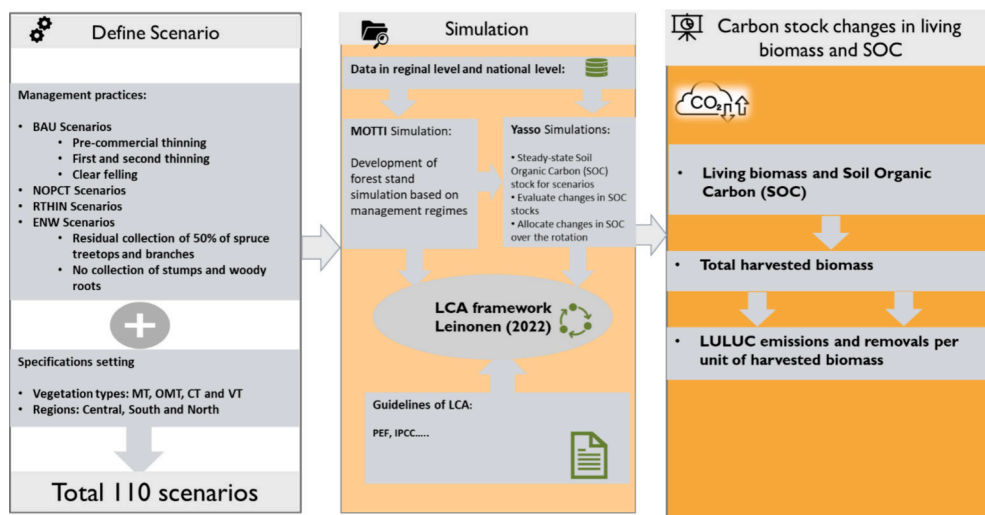 Define Scenario
Management practices:
• BAU Scenarios
• Pre-commercial thinning
• First and second thinning
• Clear felling
• NOPCT Scenarios
• RTHIN Scenarios
• ENW Scenarios
• Residual collection of 50% of spruce
treetops and branches
• No collection of stumps and woody
roots
Specifications setting
• Vegetation types: MT, OMT, CT and VT
• Regions: Central, South and North
Total 110 scenarios
Simulation
Data in reginal level and national level:
MOTTI Simulation:
Development of
forest stand
simulation based on
management regimes
Yasso Simulations:
• Steady-state Soil
Organic Carbon (SOC)
stock for scenarios
• Evaluate changes in SOC
stocks
• Allocate changes in SOC
over the rotation
LCA framework
Leinonen (2022)
Guidelines of LCA:
PEF, IPCC.....
Carbon stock changes in living
biomass and SOC
CO₂
• Living biomass and Soil Organic
Carbon (SOC)
• Total harvested biomass
• LULUC emissions and removals per
unit of harvested biomass